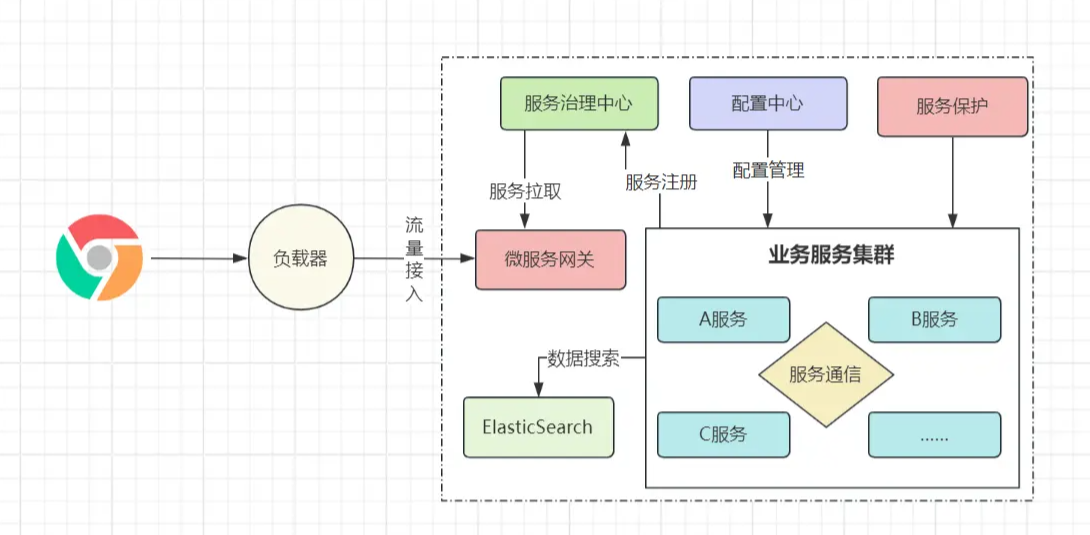 服务治理中心
配置中心
服务保护
服务拉取
服务注册
配置管理
负载器
流量接入
微服务网关
业务服务集群
A服务
B服务
服务通信
数据搜索
ElasticSearch
C服务
......